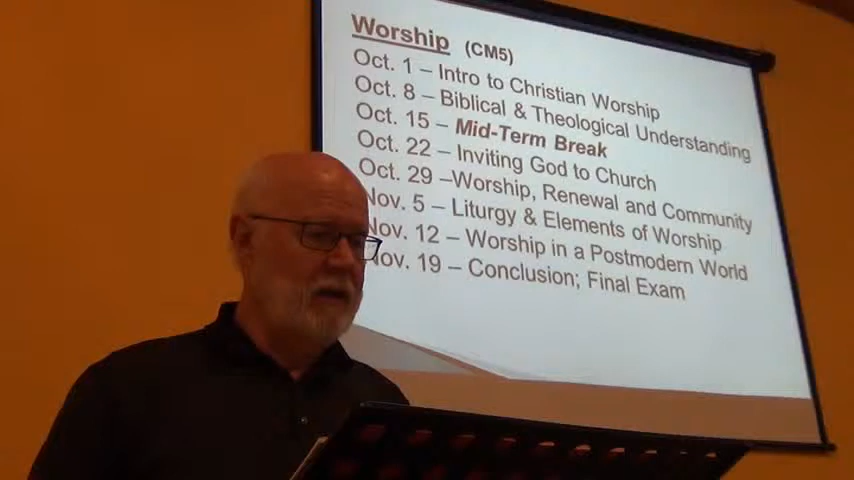 Worship (CM5)
Oct. 1 – Intro to Christian Worship
Oct. 8 – Biblical & Theological Understanding
Oct. 15 – Mid-Term Break
Oct. 22 – Inviting God to Church
Oct. 29 –Worship, Renewal and Community
Nov. 5 – Liturgy & Elements of Worship
Nov. 12 – Worship in a Postmodern World
Nov. 19 – Conclusion; Final Exam